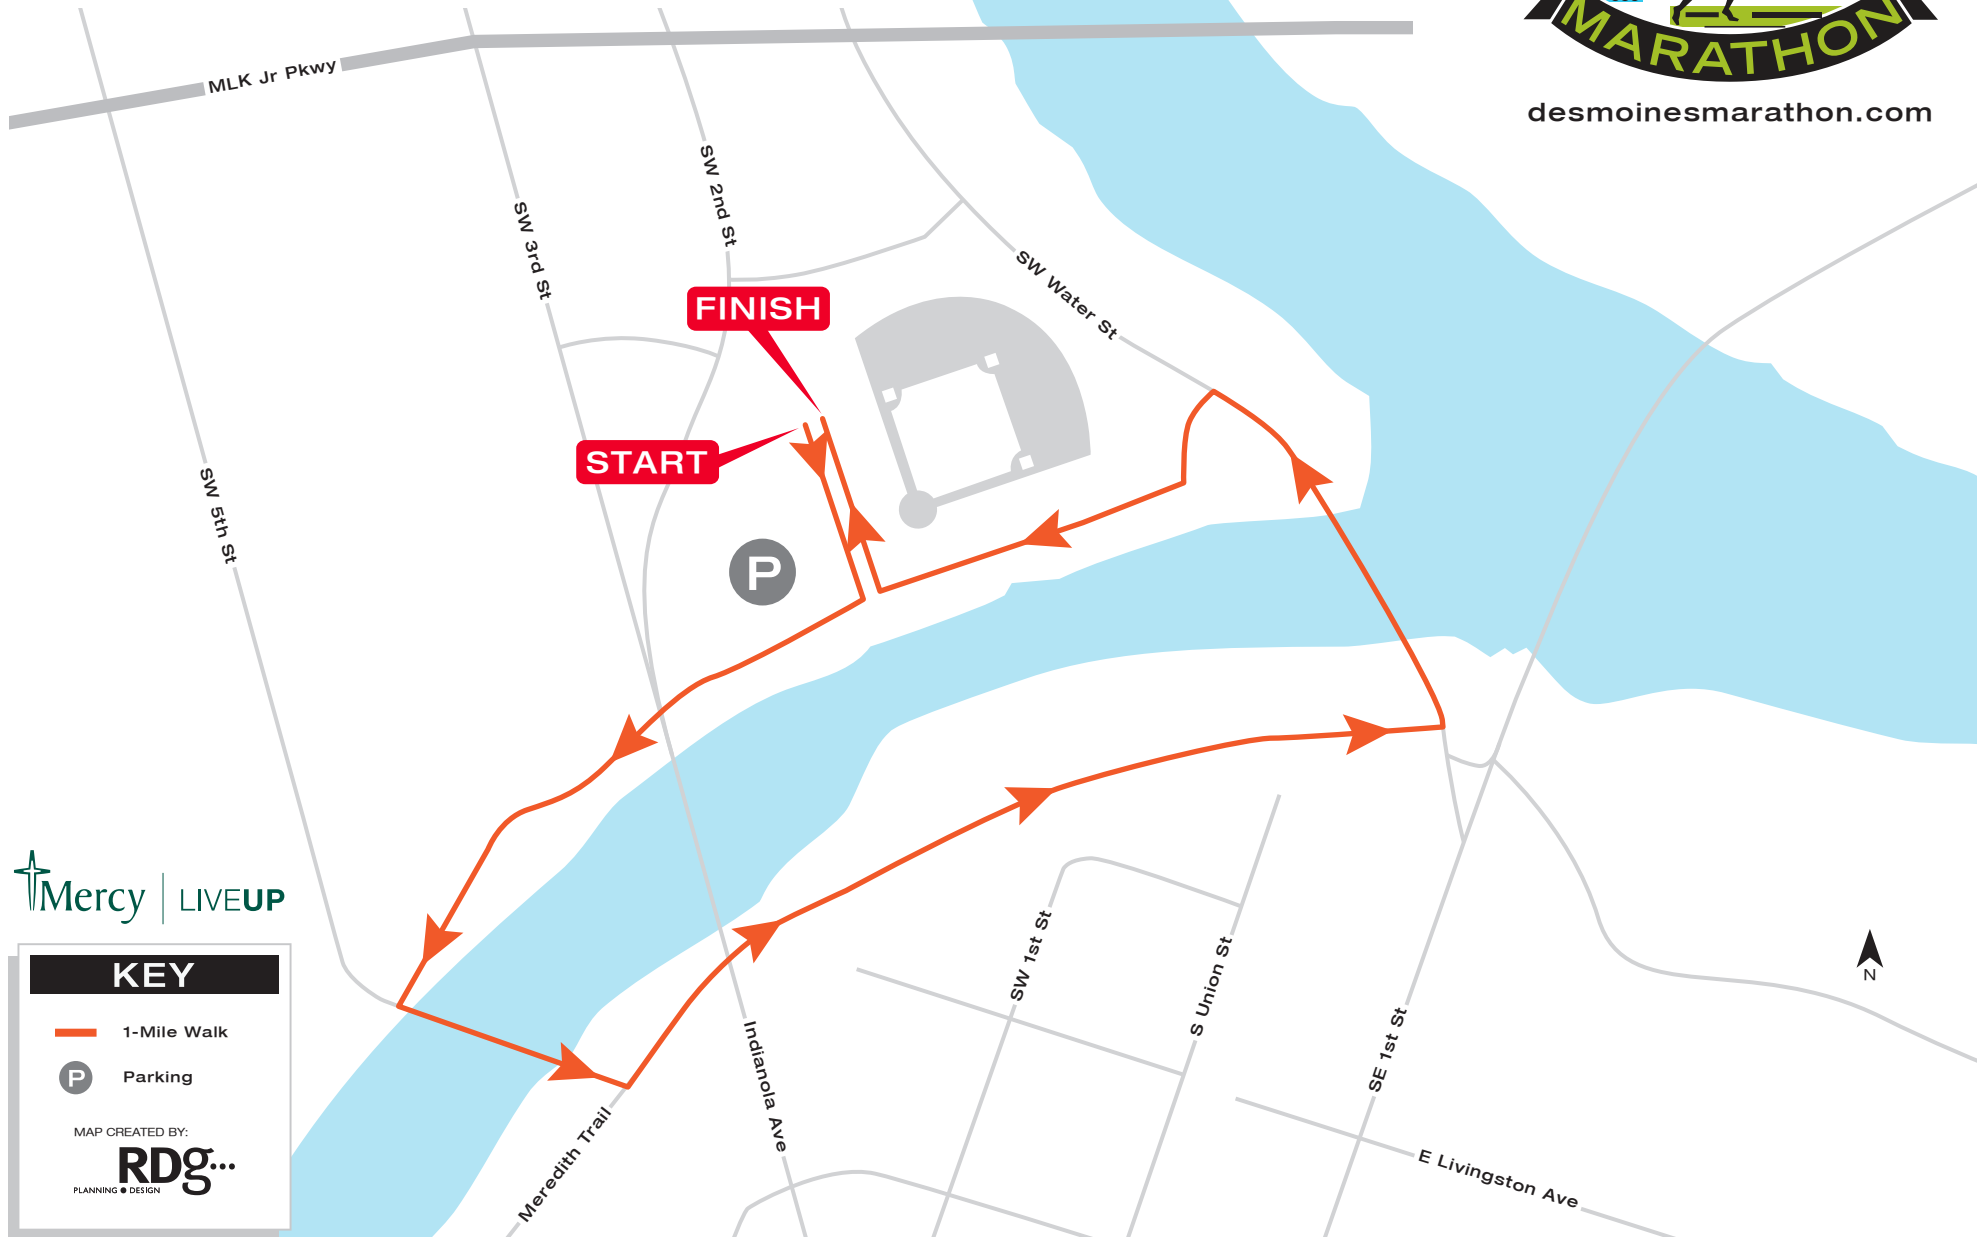 MARATHON
desmoinesmarathon.com
MLK Jr Pkwy
SW 2nd St
SW 3rd St
SW Water St
FINISH
START
SW 5th St
P
Mercy LIVEUP
KEY
1-Mile Walk
P Parking
MAP CREATED BY:
RDg...
PLANNING • DESIGN
SW 1st St
S Union St
SE 1st St
N
Indianola Ave
Meredith Trail
E Livingston Ave